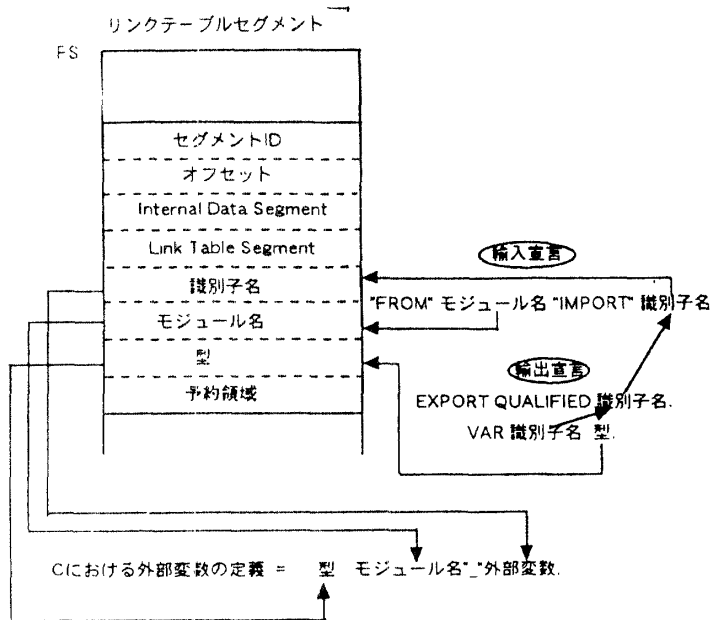 リンクテーブルセグメント
FS
セグメントID
オフセット
Internal Data Segment
Link Table Segment
識別子名
モジュール名
型
予約領域
輸入宣言
"FROM" モジュール名 "IMPORT" 識別子名
輸出宣言
EXPORT QUALIFIED 識別子名.
VAR 識別子名 型.
Cにおける外部変数の定義 = 型 モジュール名"_"外部変数.